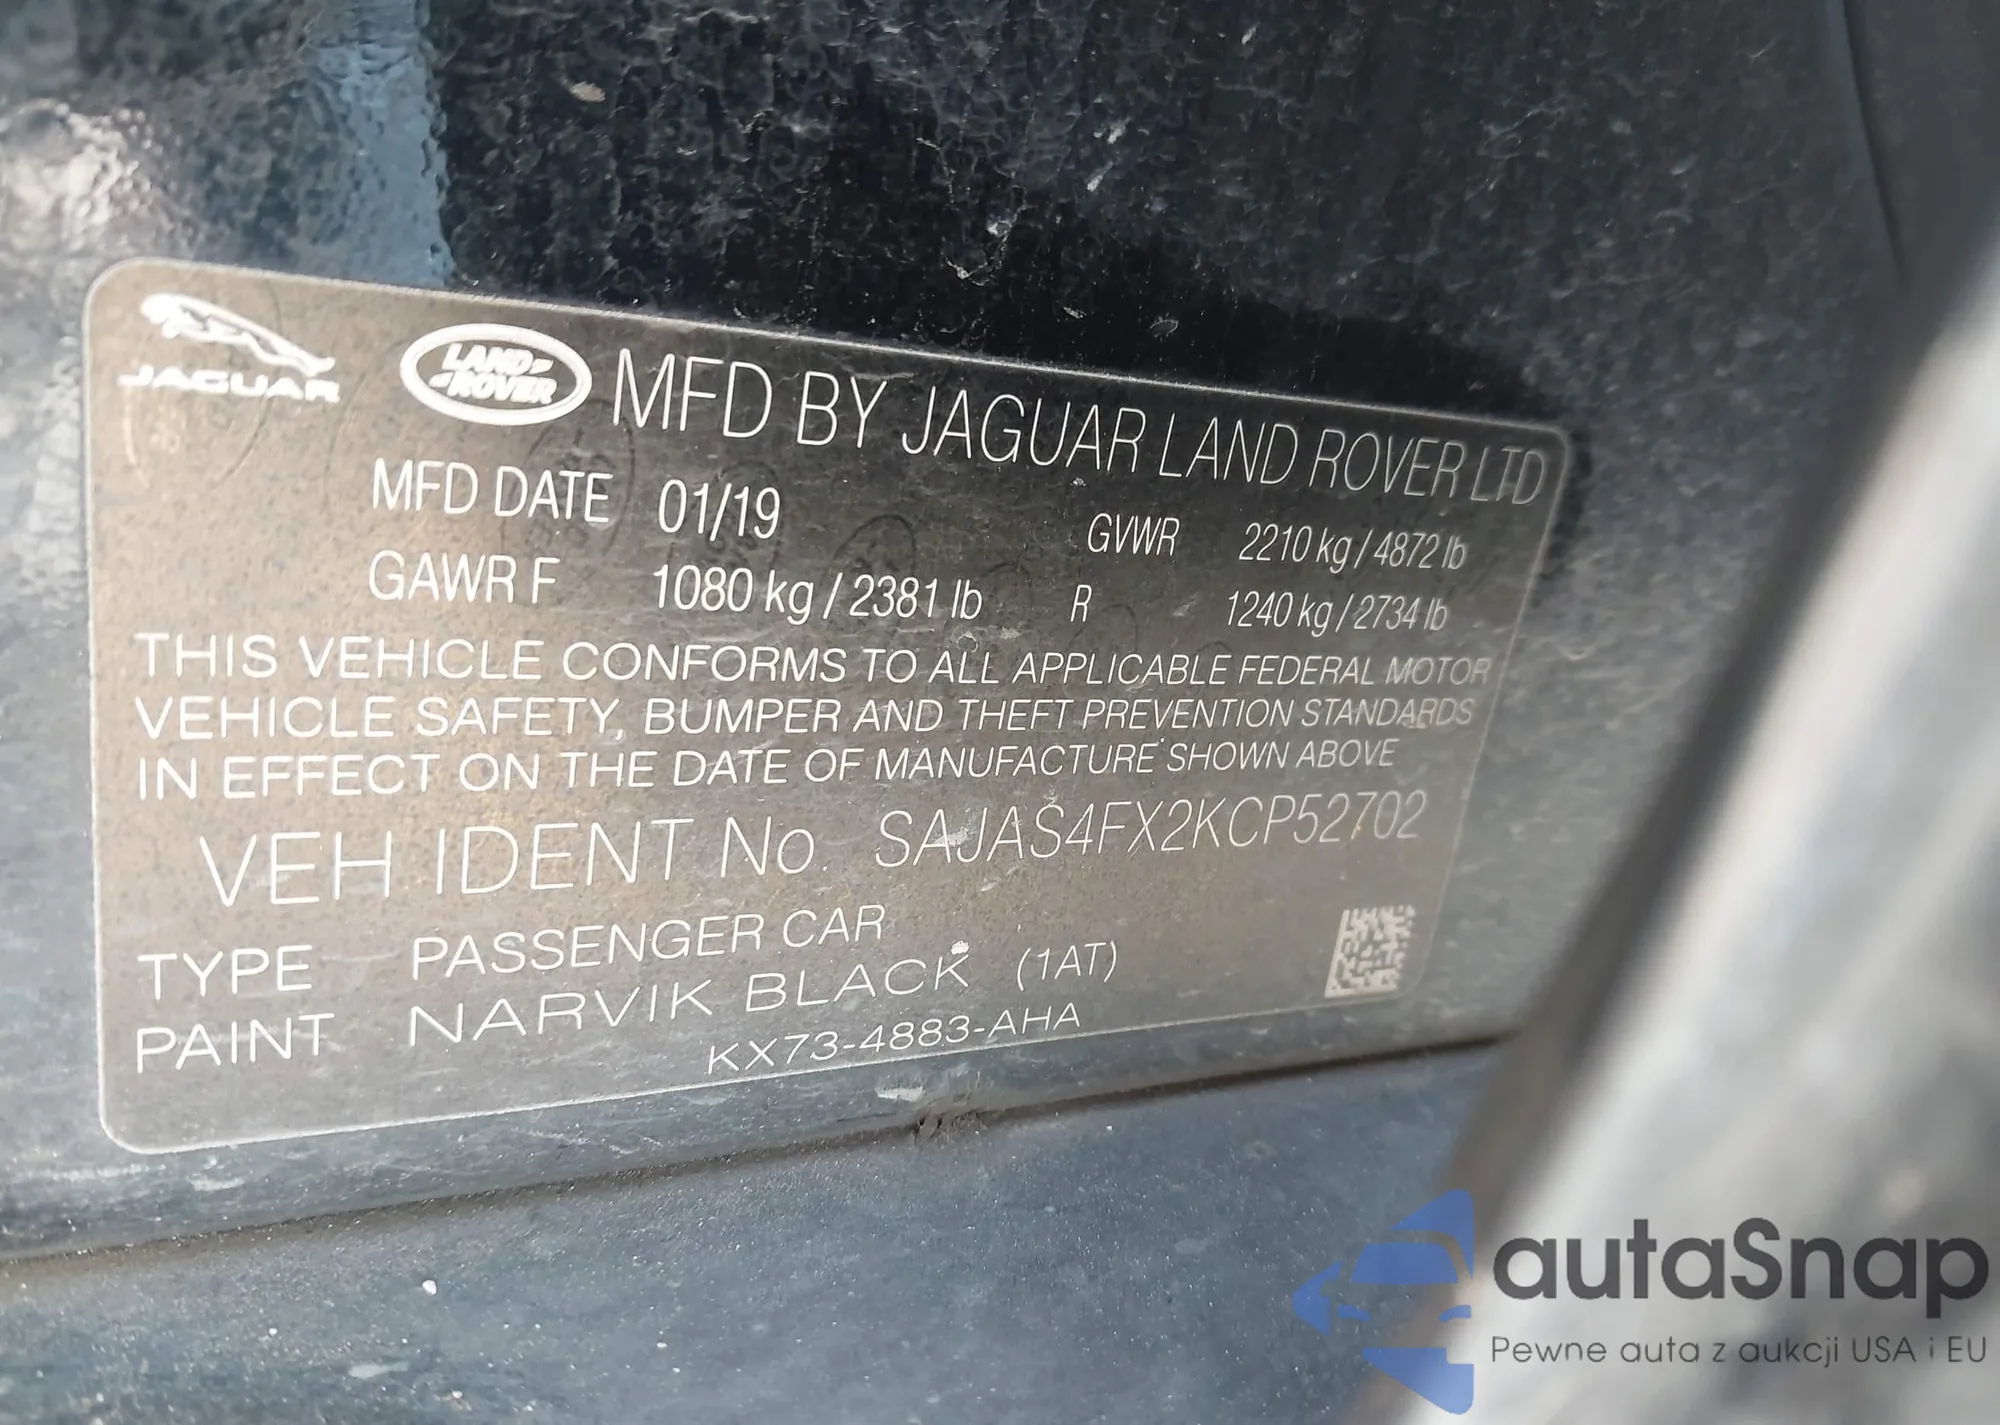 JAGUAR
LAND ROVER
MFD BY JAGUAR LAND ROVER LTD
MFD DATE 01/19 GVWR 2210 kg / 4872 lb
GAWR F 1080 kg / 2381 lb R 1240 kg / 2734 lb
THIS VEHICLE CONFORMS TO ALL APPLICABLE FEDERAL MOTOR
VEHICLE SAFETY, BUMPER AND THEFT PREVENTION STANDARDS
IN EFFECT ON THE DATE OF MANUFACTURE SHOWN ABOVE
VEH IDENT No. SAJAS4FX2KCP52702
TYPE PASSENGER CAR
PAINT NARVIK BLACK (1AT)
KX73-4883-AHA
autaSnap
Pewne auta z aukcji USA i EU